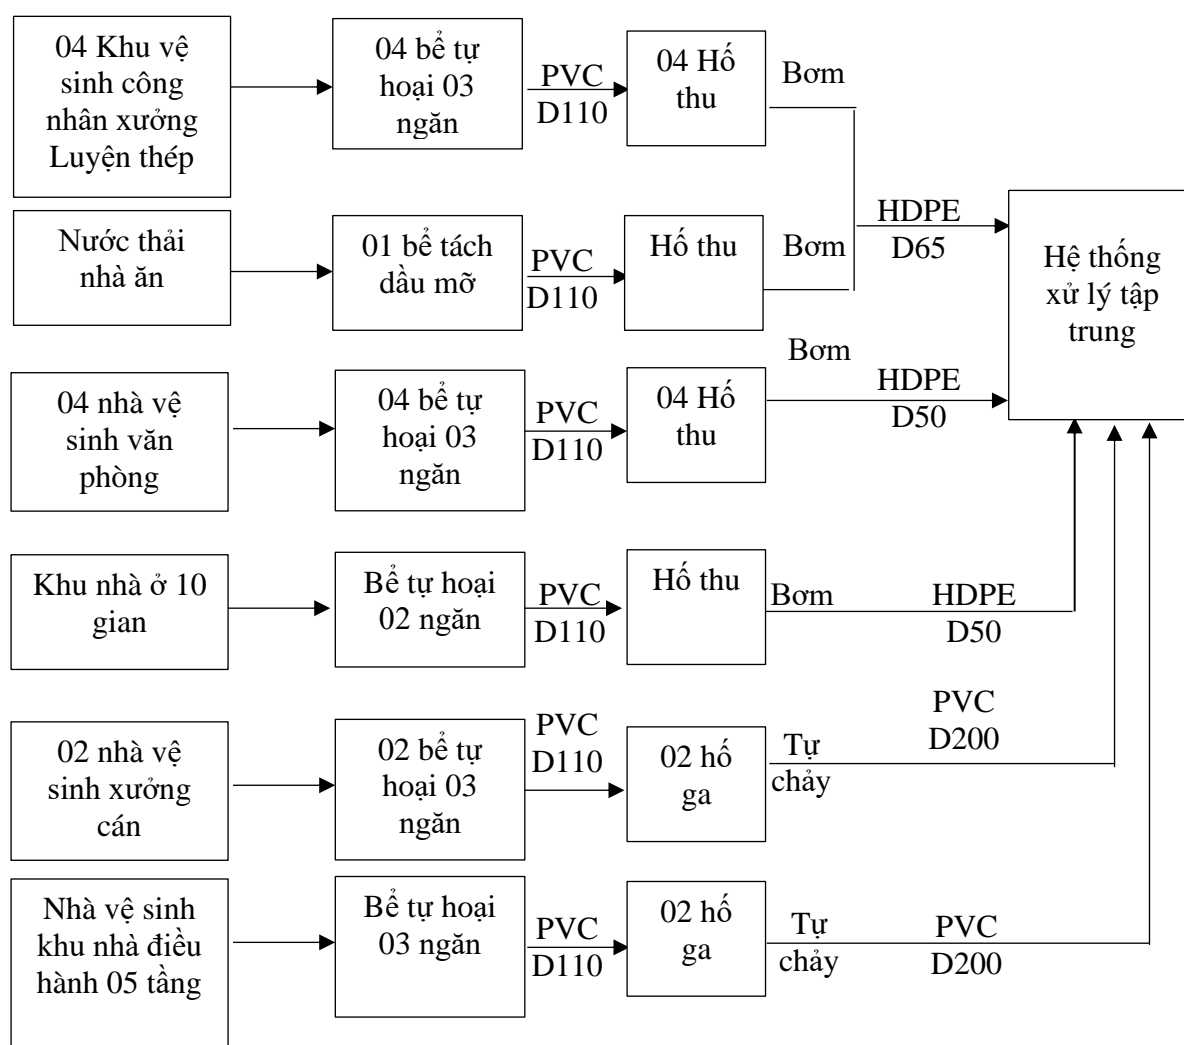 04 Khu vệ
sinh công
nhân xưởng
Luyện thép
04 bể tự
hoại 03
ngăn
PVC
D110
04 Hố
thu
Bơm
Nước thải
nhà ăn
01 bể tách
dầu mỡ
PVC
D110
Hố thu
Bơm
HDPE
D65
Hệ thống
xử lý tập
trung
04 nhà vệ
sinh văn
phòng
04 bể tự
hoại 03
ngăn
PVC
D110
04 Hố
thu
Bơm
HDPE
D50
Khu nhà ở 10
gian
Bể tự hoại
02 ngăn
PVC
D110
Hố thu
Bơm
HDPE
D50
02 nhà vệ
sinh xưởng
cán
02 bể tự
hoại 03
ngăn
PVC
D110
02 hố
ga
Tự
chảy
PVC
D200
Nhà vệ sinh
khu nhà điều
hành 05 tầng
Bể tự hoại
03 ngăn
PVC
D110
02 hố
ga
Tự
chảy
PVC
D200